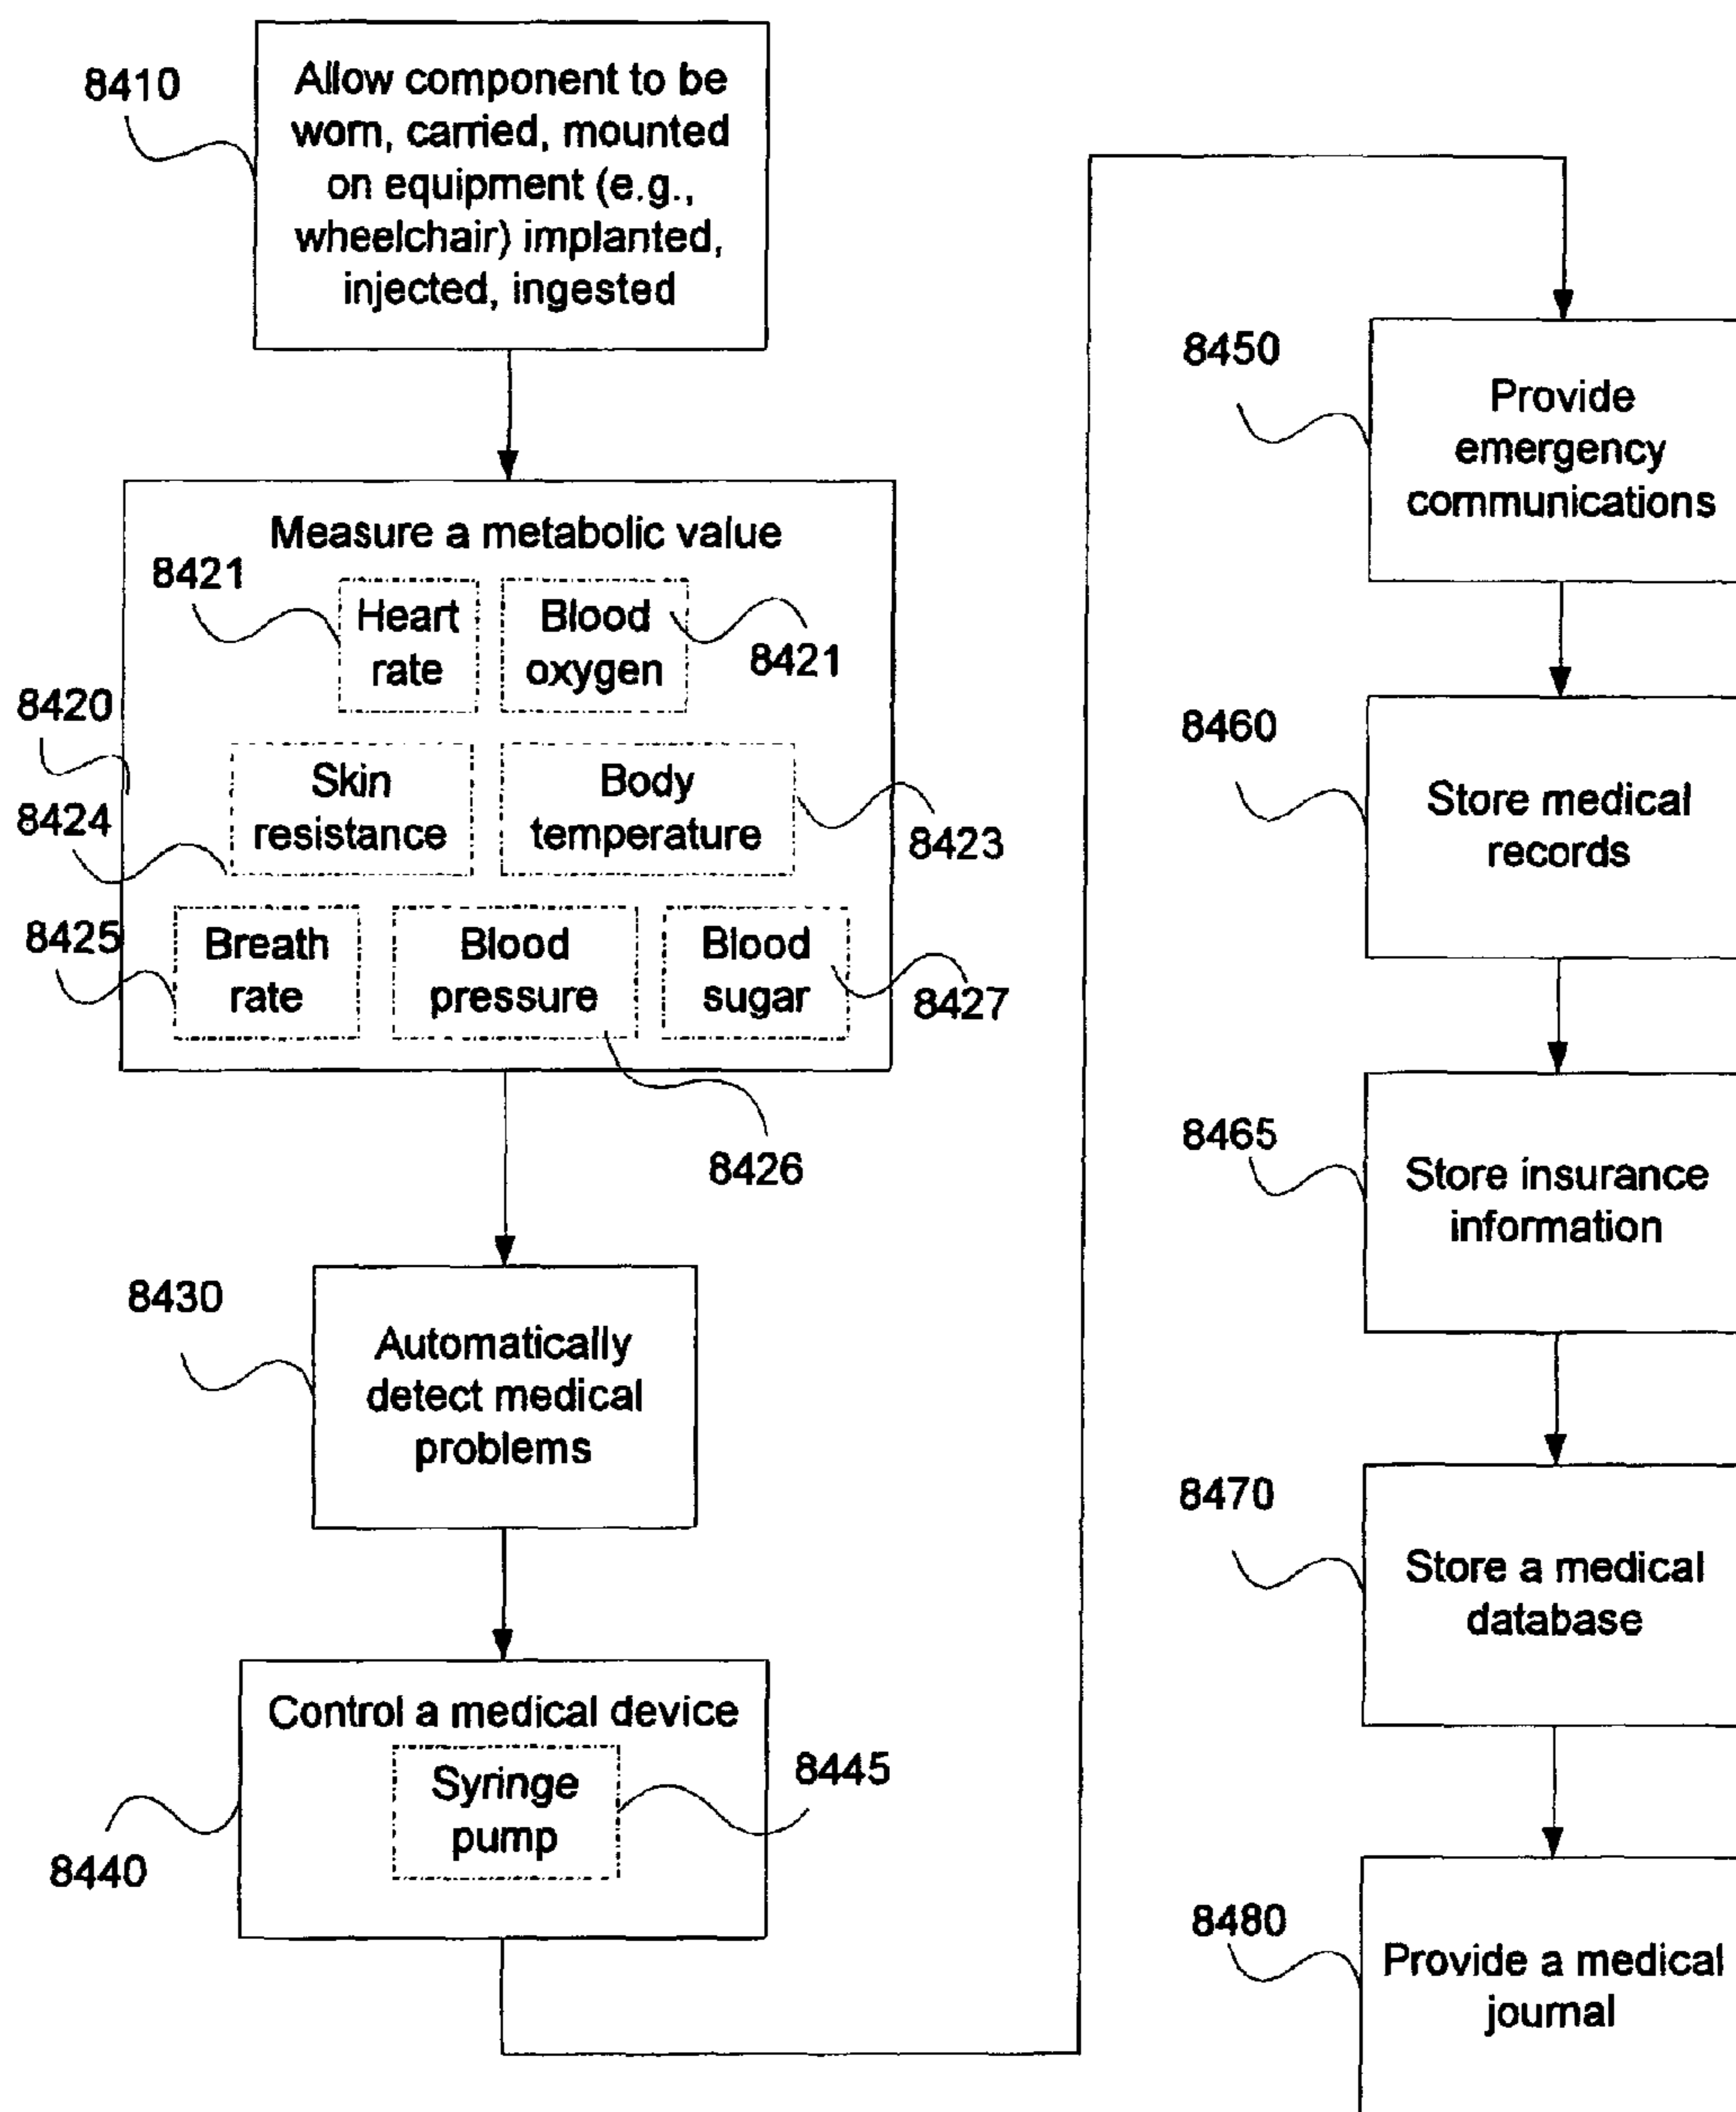 8410
Allow component to be
worn, carried, mounted
on equipment (e.g.,
wheelchair) implanted,
injected, ingested
8420
Measure a metabolic value
8421
Heart
rate
Blood
oxygen
8421
8424
Skin
resistance
Body
temperature
8423
8425
Breath
rate
Blood
pressure
8426
Blood
sugar
8427
8430
Automatically
detect medical
problems
8440
Control a medical device
Syringe
pump
8445
8450
Provide
emergency
communications
8460
Store medical
records
8465
Store insurance
information
8470
Store a medical
database
8480
Provide a medical
journal